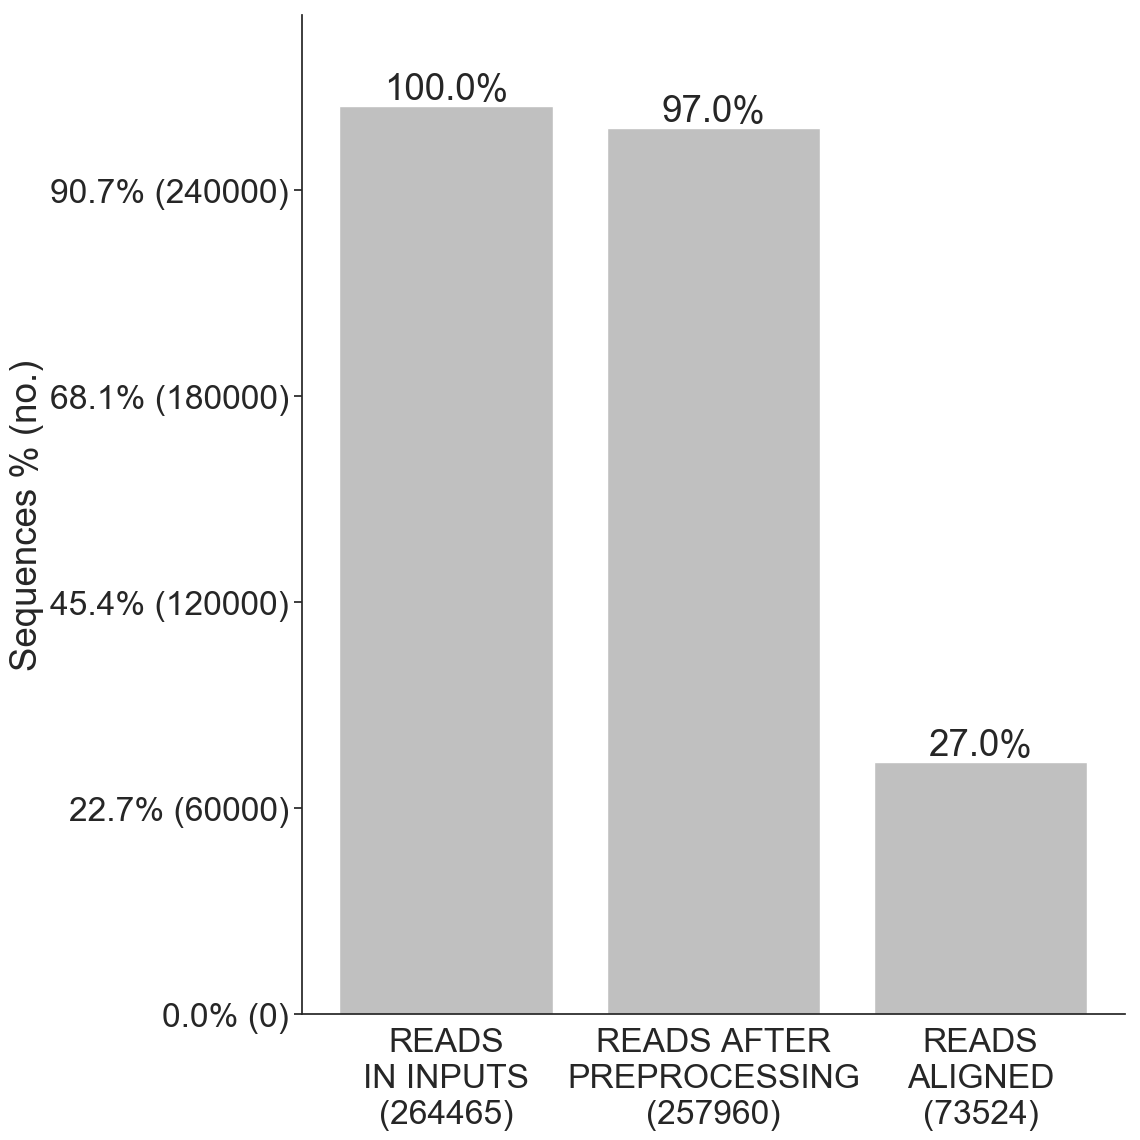 Sequences % (no.)
90.7% (240000)
68.1% (180000)
45.4% (120000)
22.7% (60000)
0.0% (0)
100.0%
97.0%
27.0%
READS
IN INPUTS
(264465)
READS AFTER
PREPROCESSING
(257960)
READS
ALIGNED
(73524)